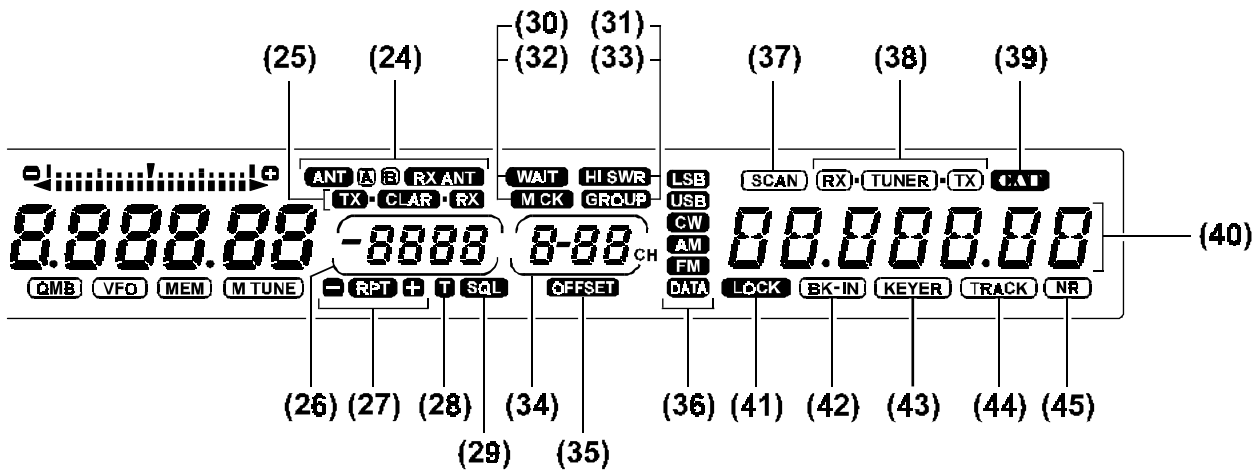 (30) (31)
(25) (24) (32) (33) (37) (38) (39)
ANT A B RX ANT WAIT HI SWR LSB SCAN RX TUNER TX CAT
TX CLAR RX M CK GROUP USB
CW
8.888.88 -8888 8-88 CH AM 88.888.88 (40)
FM
QMB VFO MEM M TUNE - RPT + T SQL OFFSET DATA LOCK BK-IN KEYER TRACK NR
(26) (27) (28) (34) (36) (41) (42) (43) (44) (45)
(29) (35)